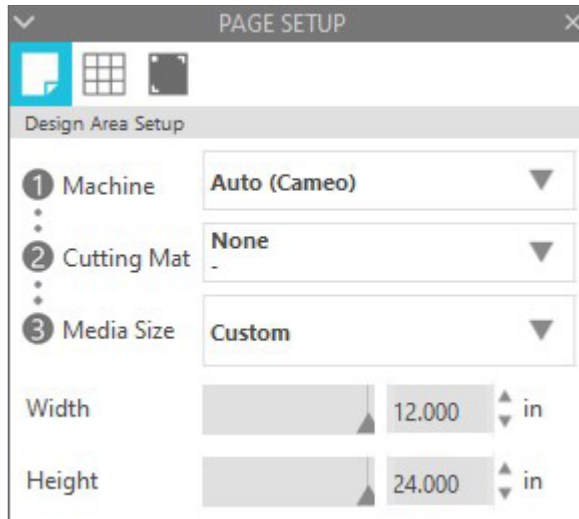 PAGE SETUP
Design Area Setup
1 Machine Auto (Cameo)
2 Cutting Mat None
-
3 Media Size Custom
Width 12.000 in
Height 24.000 in